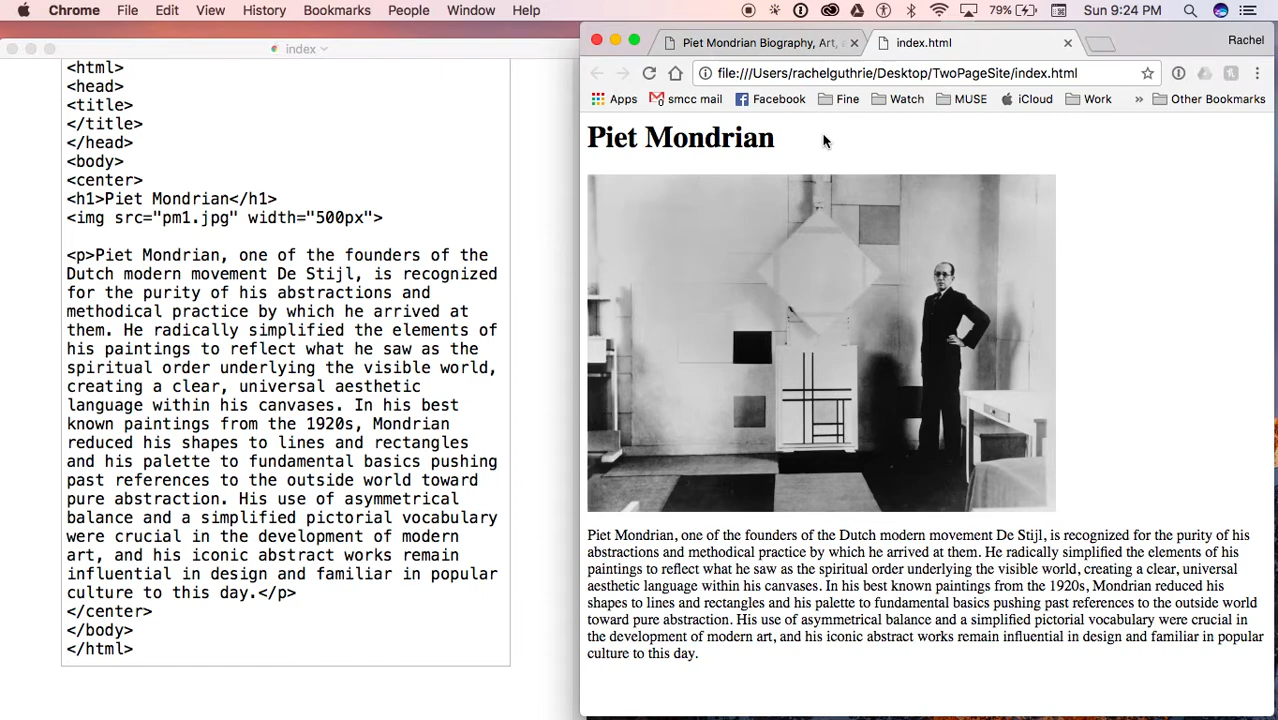 Chrome File Edit View History Bookmarks People Window Help 79% Sun 9:24 PM
index
<html>
<head>
<title>
</title>
</head>
<body>
<center>
<h1>Piet Mondrian</h1>
<img src="pm1.jpg" width="500px">
<p>Piet Mondrian, one of the founders of the
Dutch modern movement De Stijl, is recognized
for the purity of his abstractions and
methodical practice by which he arrived at
them. He radically simplified the elements of
his paintings to reflect what he saw as the
spiritual order underlying the visible world,
creating a clear, universal aesthetic
language within his canvases. In his best
known paintings from the 1920s, Mondrian
reduced his shapes to lines and rectangles
and his palette to fundamental basics pushing
past references to the outside world toward
pure abstraction. His use of asymmetrical
balance and a simplified pictorial vocabulary
were crucial in the development of modern
art, and his iconic abstract works remain
influential in design and familiar in popular
culture to this day.</p>
</center>
</body>
</html>
Piet Mondrian Biography, Art, index.html Rachel
file:///Users/rachelguthrie/Desktop/TwoPageSite/index.html
Apps smcc mail Facebook Fine Watch MUSE iCloud Work » Other Bookmarks
Piet Mondrian
Piet Mondrian, one of the founders of the Dutch modern movement De Stijl, is recognized for the purity of his
abstractions and methodical practice by which he arrived at them. He radically simplified the elements of his
paintings to reflect what he saw as the spiritual order underlying the visible world, creating a clear, universal
aesthetic language within his canvases. In his best known paintings from the 1920s, Mondrian reduced his
shapes to lines and rectangles and his palette to fundamental basics pushing past references to the outside world
toward pure abstraction. His use of asymmetrical balance and a simplified pictorial vocabulary were crucial in
the development of modern art, and his iconic abstract works remain influential in design and familiar in popular
culture to this day.